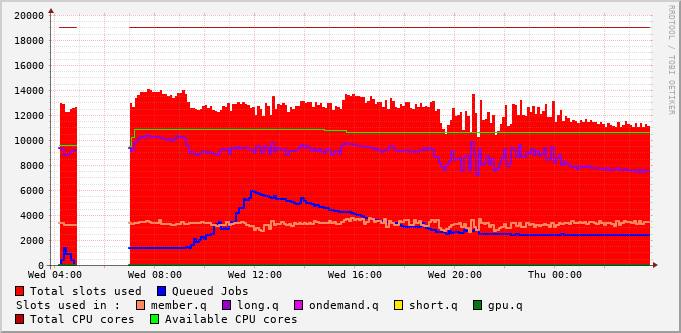 20000
18000
16000
14000
12000
10000
8000
6000
4000
2000
0
Wed 04:00 Wed 08:00 Wed 12:00 Wed 16:00 Wed 20:00 Thu 00:00
Total slots used Queued Jobs
Slots used in : member.q long.q ondemand.q short.q gpu.q
Total CPU cores Available CPU cores
RRDTOOL / TOBI OETIKER